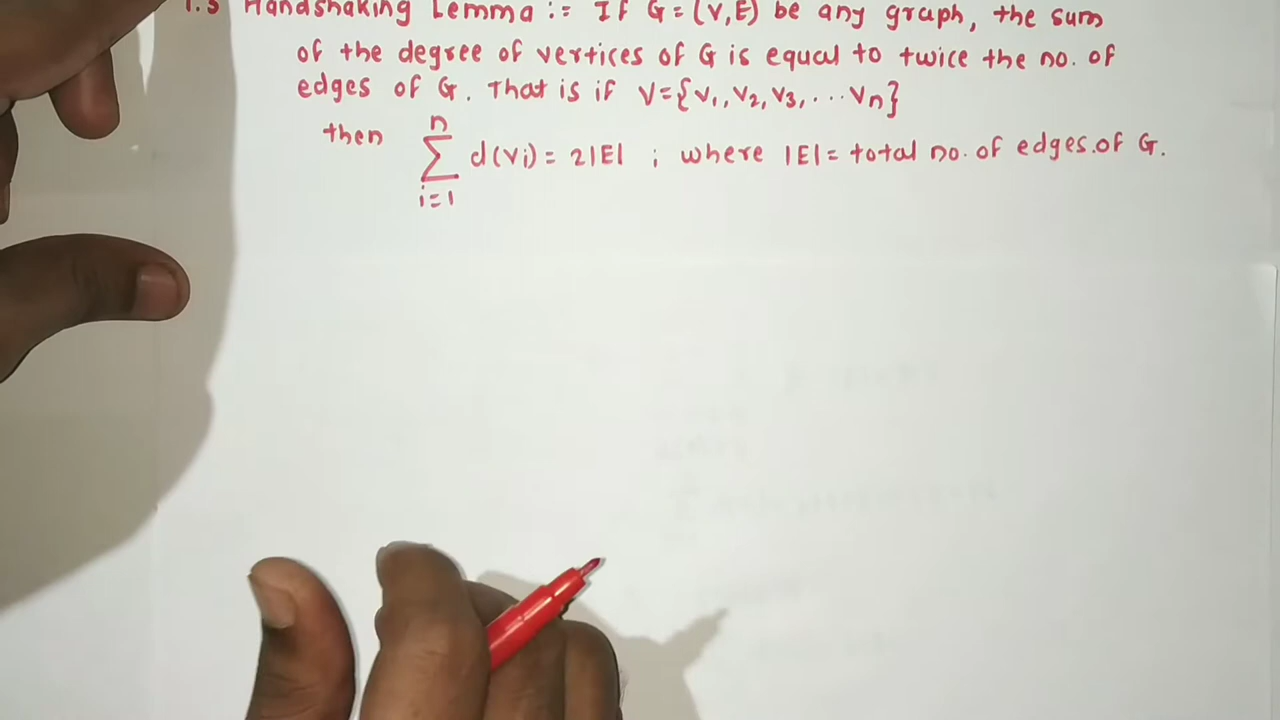 1.3 Handshaking Lemma := If G = (V,E) be any graph, the sum
of the degree of vertices of G is equal to twice the no. of
edges of G. That is if V={v₁, v₂, v₃, ... vn}
then n∑i=1 d(vi) = 2|E| ; where |E| = total no. of edges.of G.